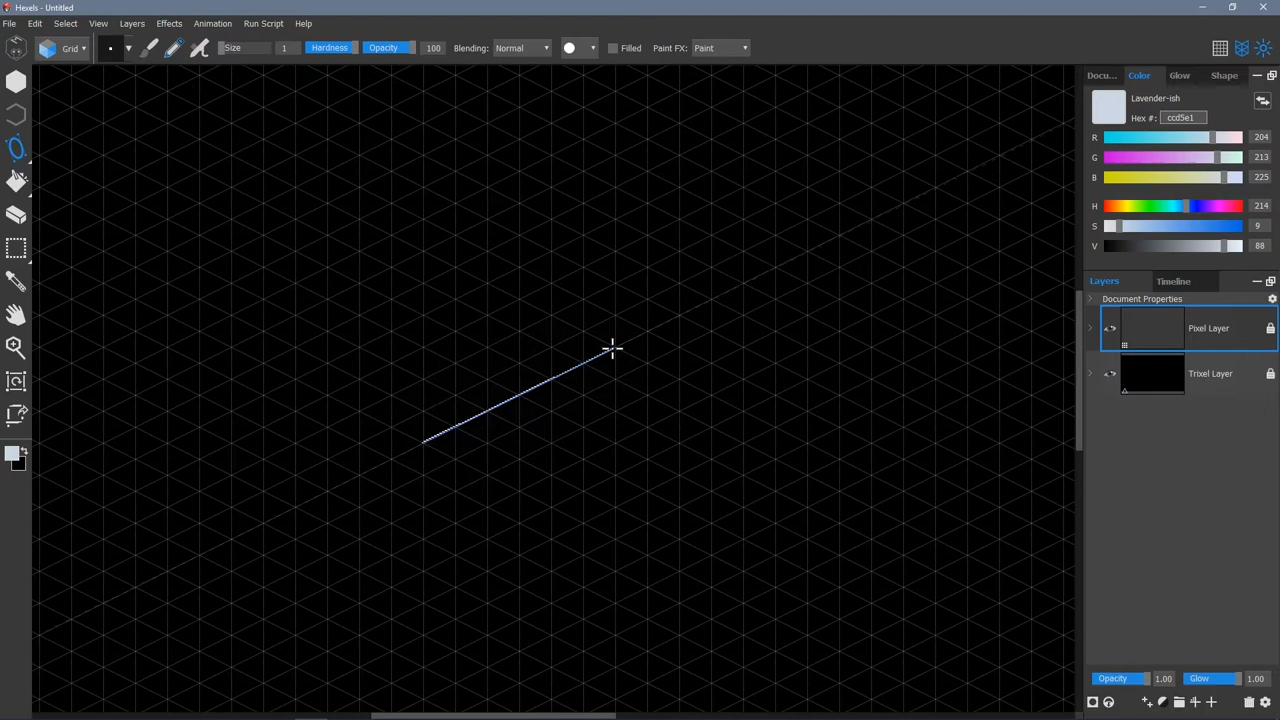 Hexels - Untitled
File Edit Select View Layers Effects Animation Run Script Help
Grid Size 1 Hardness Opacity 100 Blending: Normal Filled Paint FX: Paint
Docu... Color Glow Shape
Lavender-ish
Hex #: ccd5e1
R 204
G 213
B 225
H 214
S 9
V 88
Layers Timeline
Document Properties
Pixel Layer
Trixel Layer
Opacity 1.00 Glow 1.00